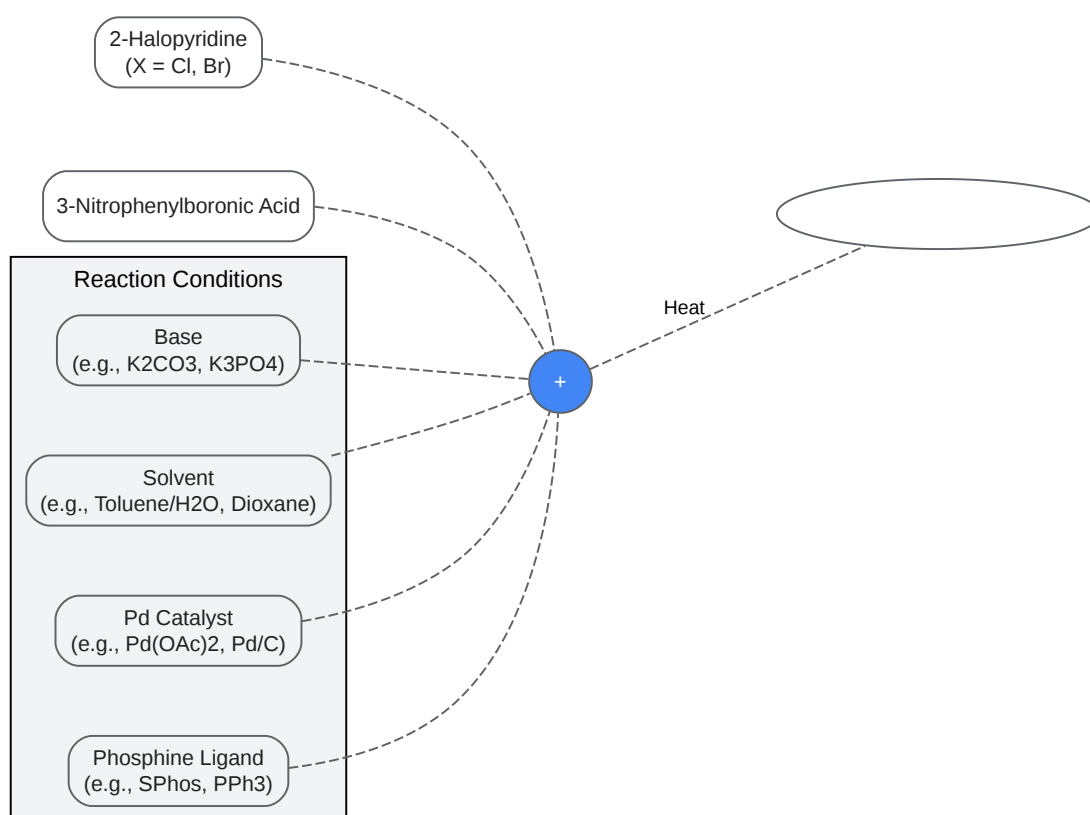 2-Halopyridine
(X = Cl, Br)
3-Nitrophenylboronic Acid
Reaction Conditions
Base
(e.g., K2CO3, K3PO4)
Solvent
(e.g., Toluene/H2O, Dioxane)
Pd Catalyst
(e.g., Pd(OAc)2, Pd/C)
Phosphine Ligand
(e.g., SPhos, PPh3)
+
Heat